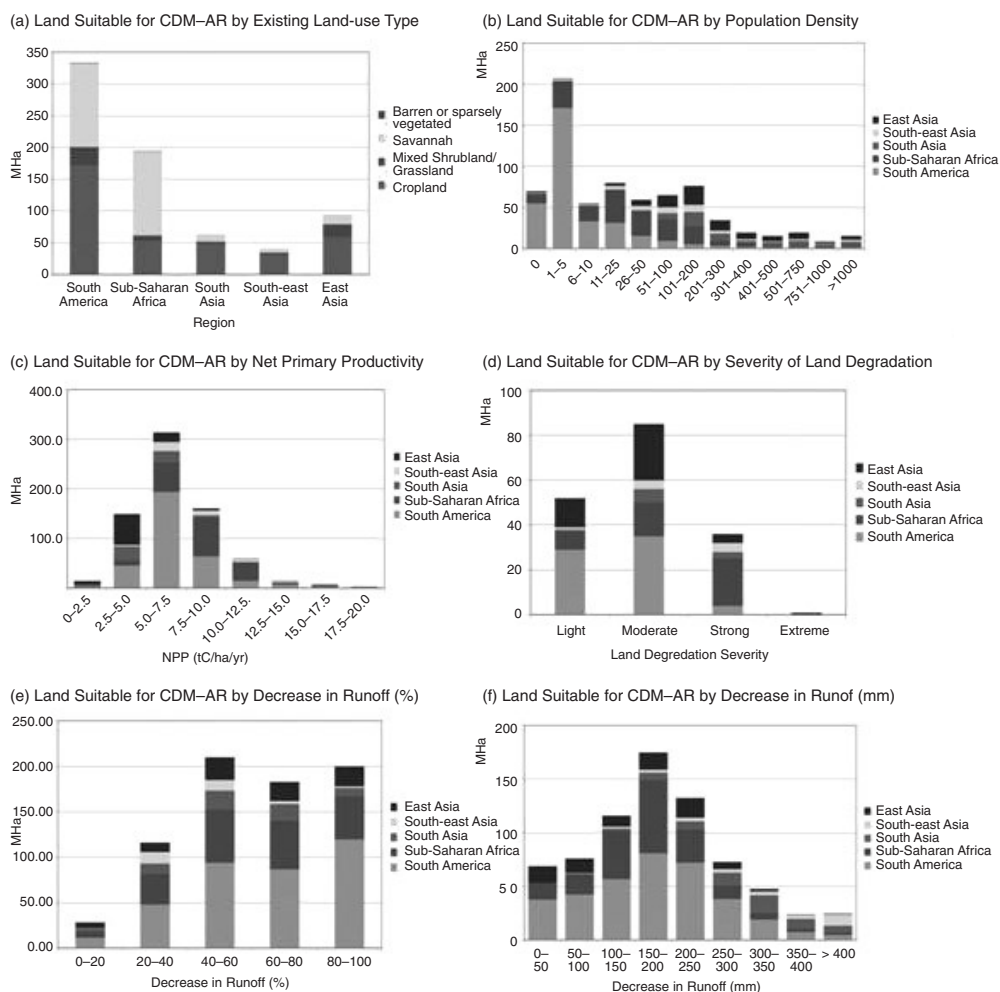 (a) Land Suitable for CDM–AR by Existing Land-use Type
350
300
250
200
150
100
50
0
MHa
South America
Sub-Saharan Africa
South Asia
South-east Asia
East Asia
Region
Barren or sparsely vegetated
Savannah
Mixed Shrubland/ Grassland
Cropland
(b) Land Suitable for CDM–AR by Population Density
MHa
250
200
150
100
50
0
0
1–5
6–10
11–25
26–50
51–100
101–200
201–300
301–400
401–500
501–750
751–1000
>1000
East Asia
South-east Asia
South Asia
Sub-Saharan Africa
South America
(c) Land Suitable for CDM–AR by Net Primary Productivity
400.0
300.0
200.0
100.0
MHa
0–2.5
2.5–5.0
5.0–7.5
7.5–10.0
10.0–12.5.
12.5–15.0
15.0–17.5
17.5–20.0
NPP (tC/ha/yr)
East Asia
South-east Asia
South Asia
Sub-Saharan Africa
South America
(d) Land Suitable for CDM–AR by Severity of Land Degradation
MHa
100
80
60
40
20
0
Light
Moderate
Strong
Extreme
Land Degredation Severity
East Asia
South-east Asia
South Asia
Sub-Saharan Africa
South America
(e) Land Suitable for CDM–AR by Decrease in Runoff (%)
250.00
200.00
150.00
100.00
50.00
0.00
MHa
0–20
20–40
40–60
60–80
80–100
Decrease in Runoff (%)
East Asia
South-east Asia
South Asia
Sub-Saharan Africa
South America
(f) Land Suitable for CDM–AR by Decrease in Runof (mm)
MHa
200
150
100
5 0
0
0– 50
50– 100
100– 150
150– 200
200– 250
250– 300
300– 350
350– 400
> 400
Decrease in Runoff (mm)
East Asia
South-east Asia
South Asia
Sub-Saharan Africa
South America